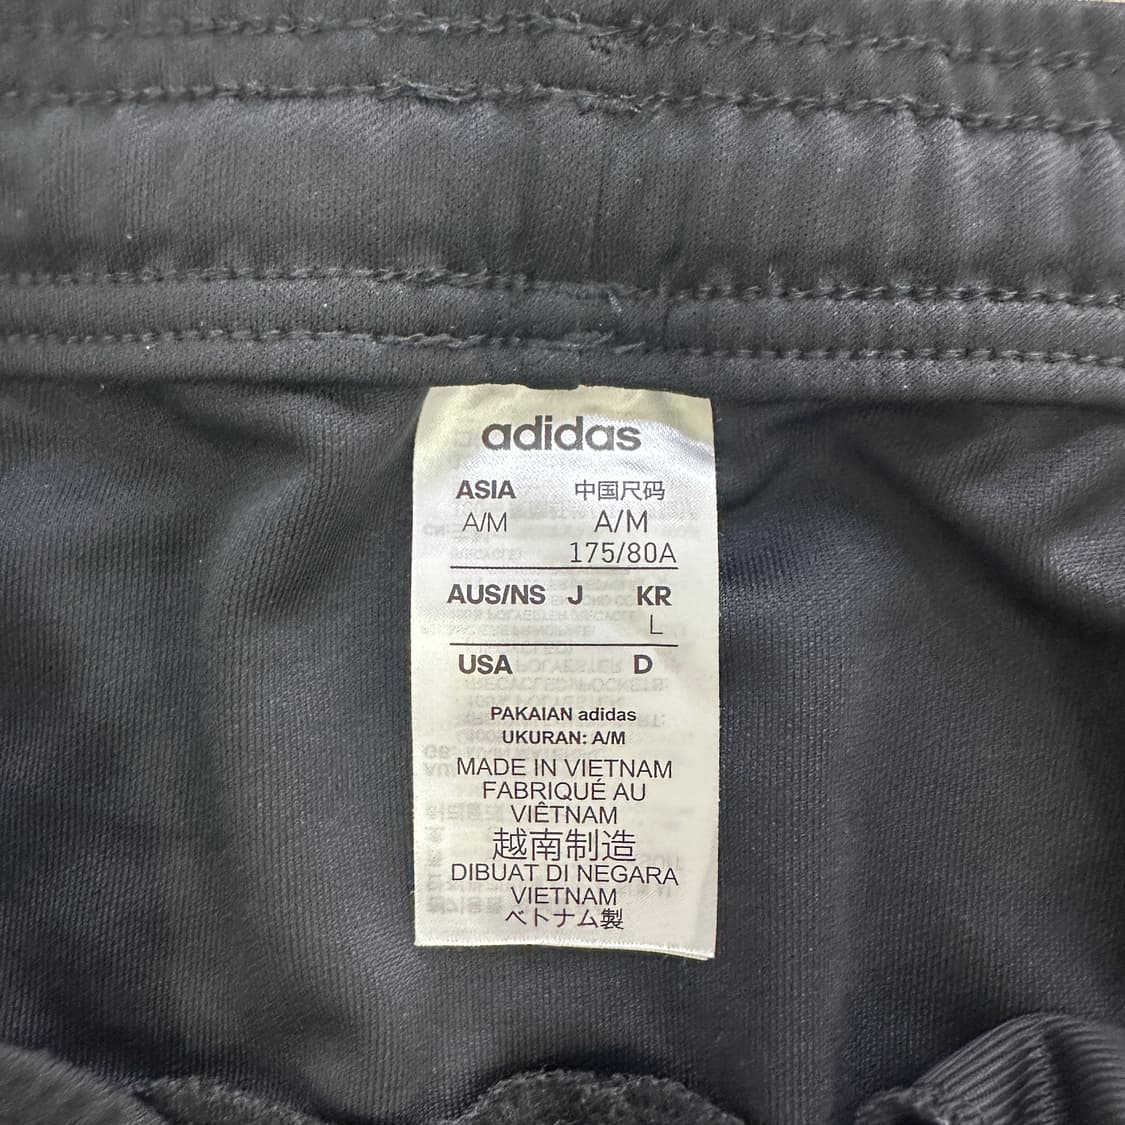 adidas
ASIA 中国尺码
A/M A/M
175/80A
AUS/NS J KR
L
USA D
PAKAIAN adidas
UKURAN: A/M
MADE IN VIETNAM
FABRIQUÉ AU
VIÊTNAM
越南制造
DIBUAT DI NEGARA
VIETNAM
ベトナム製